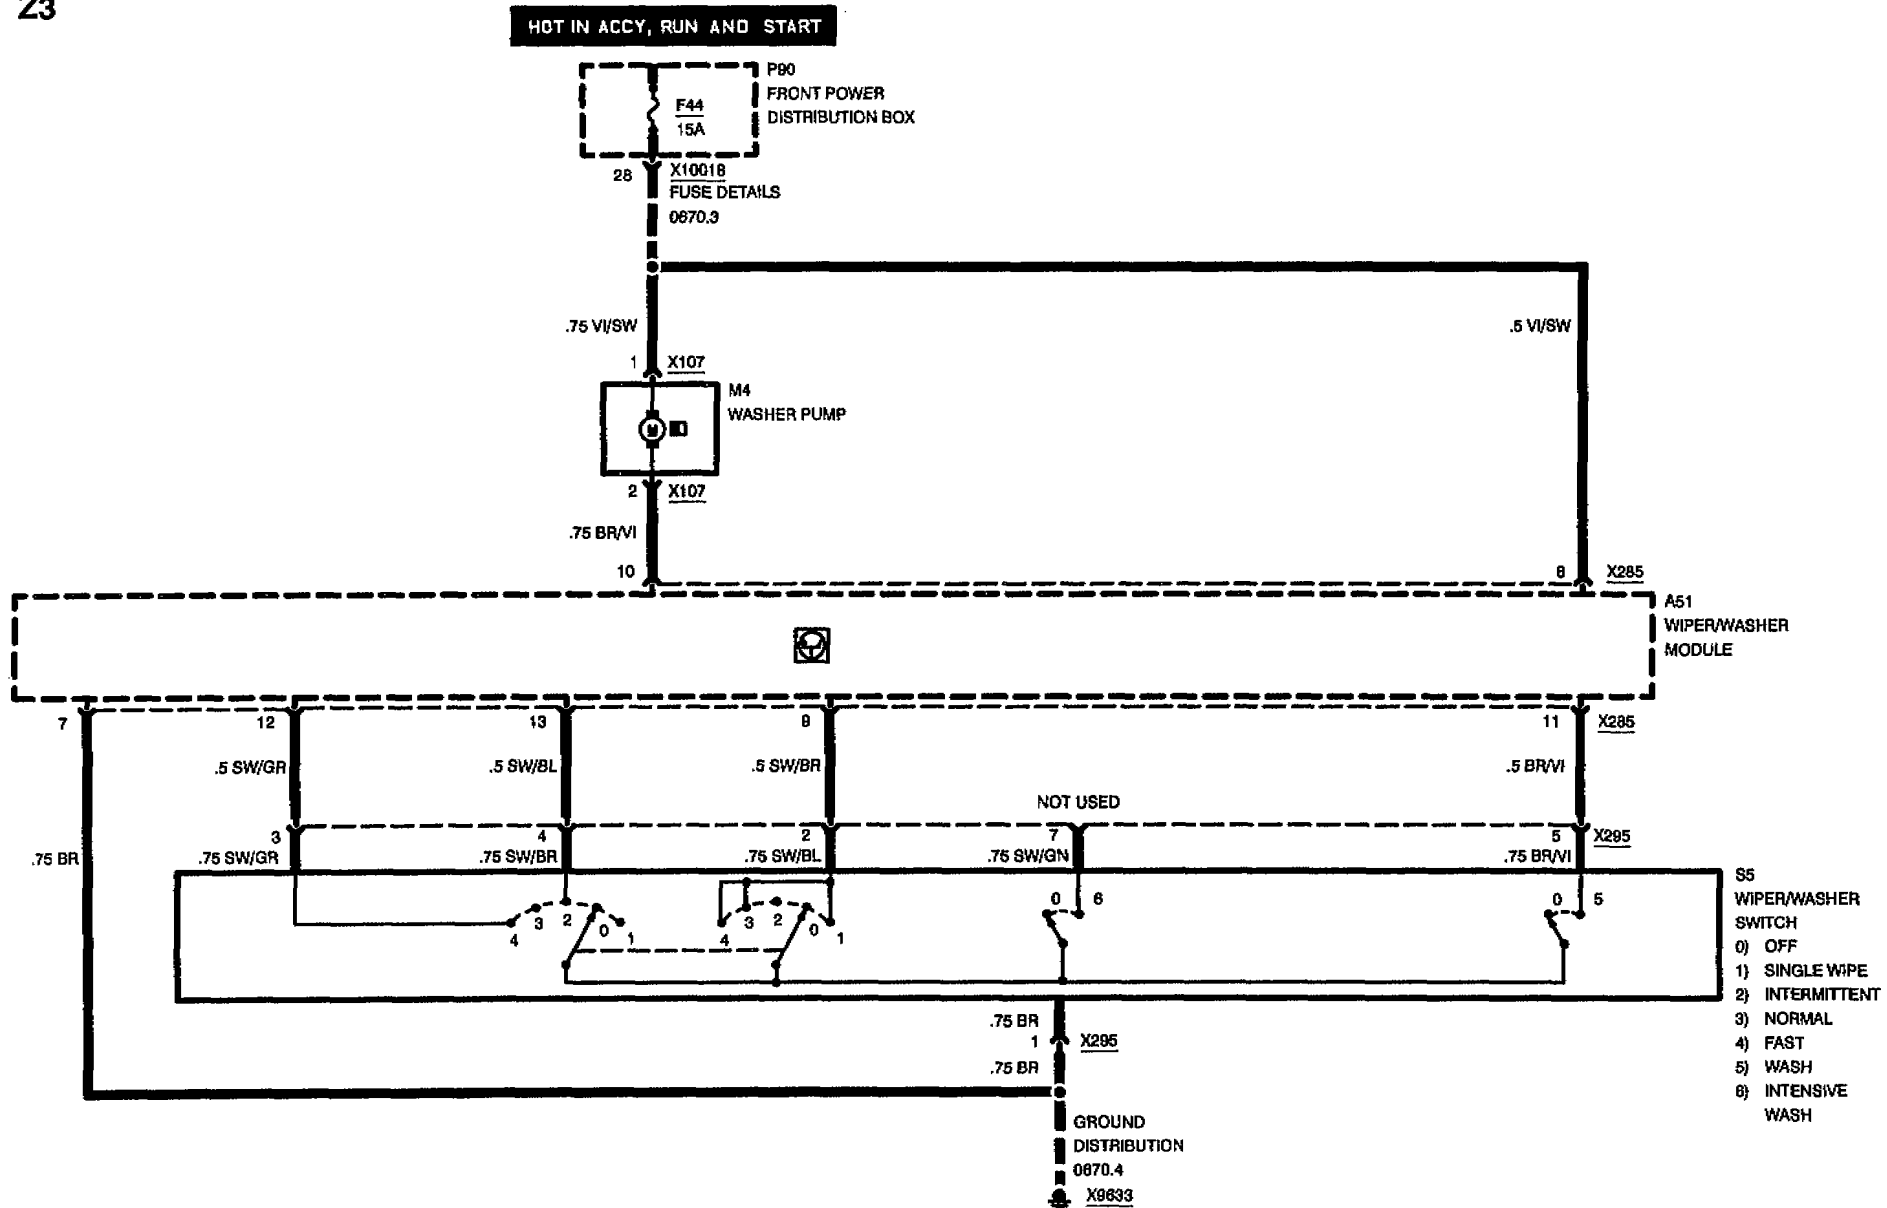 Z3
HOT IN ACCY, RUN AND START
P90
FRONT POWER
DISTRIBUTION BOX
F44
15A
28
X10018
FUSE DETAILS
0670.3
.75 VI/SW
.5 VI/SW
1
X107
M4
WASHER PUMP
M
2
X107
.75 BR/VI
10
8
X285
A51
WIPER/WASHER
MODULE
7
12
13
9
11
X285
.5 SW/GR
.5 SW/BL
.5 SW/BR
.5 BR/VI
NOT USED
3
4
2
7
5
X295
.75 BR
.75 SW/GR
.75 SW/BR
.75 SW/BL
.75 SW/GN
.75 BR/VI
S5
WIPER/WASHER
SWITCH
0) OFF
1) SINGLE WIPE
2) INTERMITTENT
3) NORMAL
4) FAST
5) WASH
6) INTENSIVE
WASH
4 3 2 0 1
4 3 2 0 1
0 6
0 5
.75 BR
1
X295
.75 BR
GROUND
DISTRIBUTION
0670.4
X9633